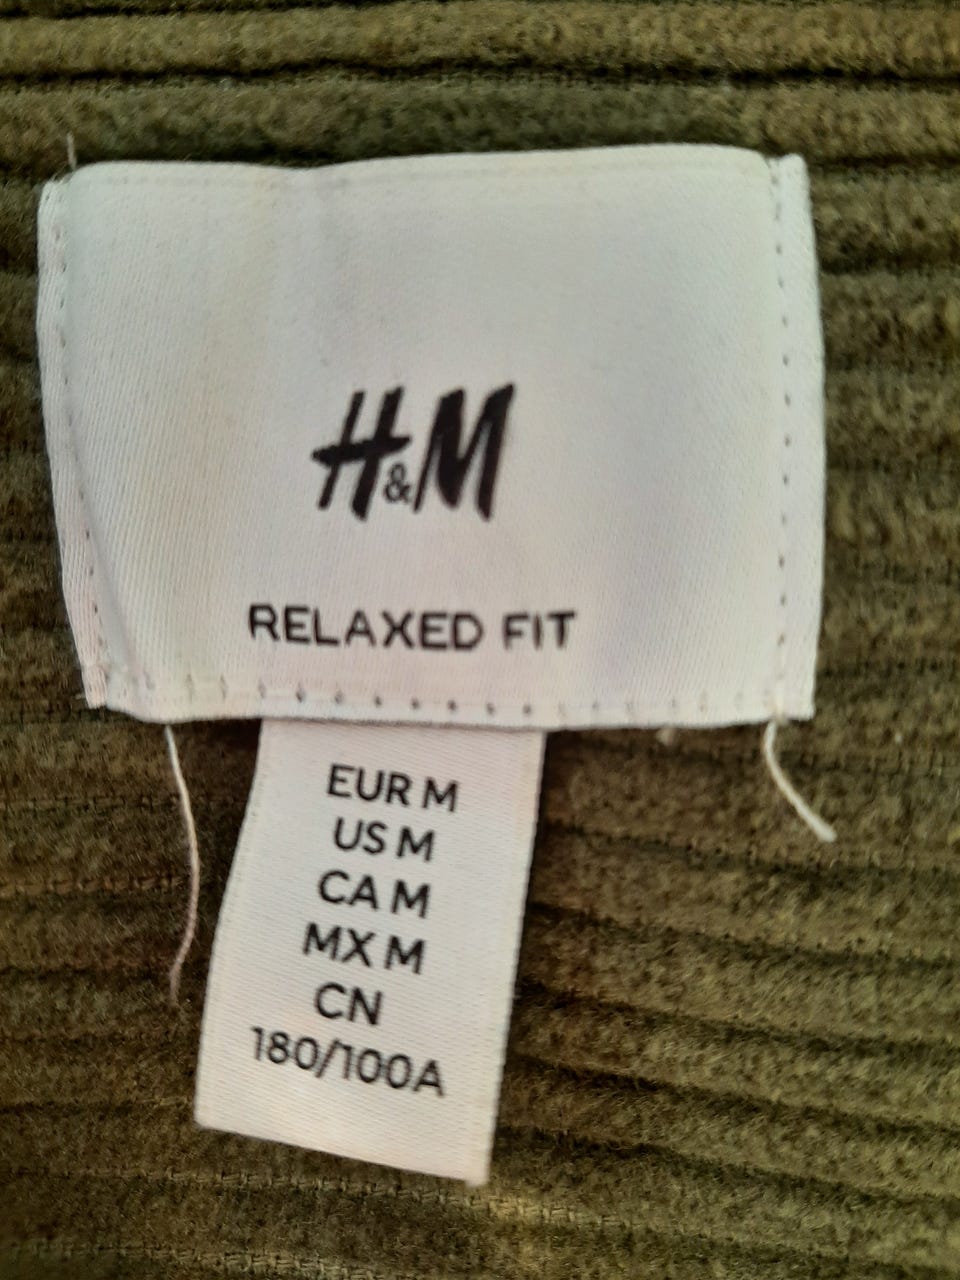 H&M
RELAXED FIT
EUR M
US M
CA M
MX M
CN
180/100A